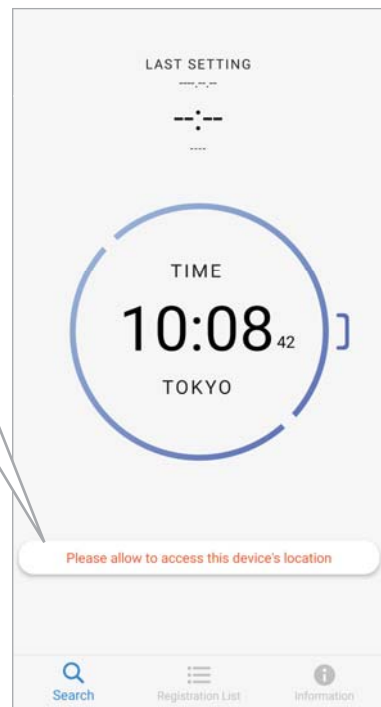 LAST SETTING
----.--.--
--:--
----
TIME
10:08 42
TOKYO
Please allow to access this device's location
Search Registration List Information